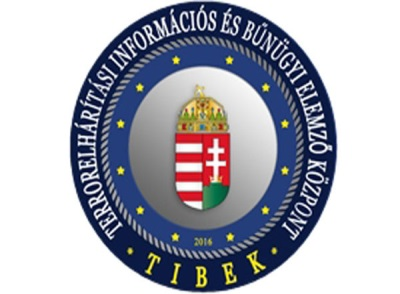 TERRORELHÁRÍTÁSI INFORMÁCIÓS ÉS BŰNÜGYI ELEMZŐ KÖZPONT
2016
TIBEK